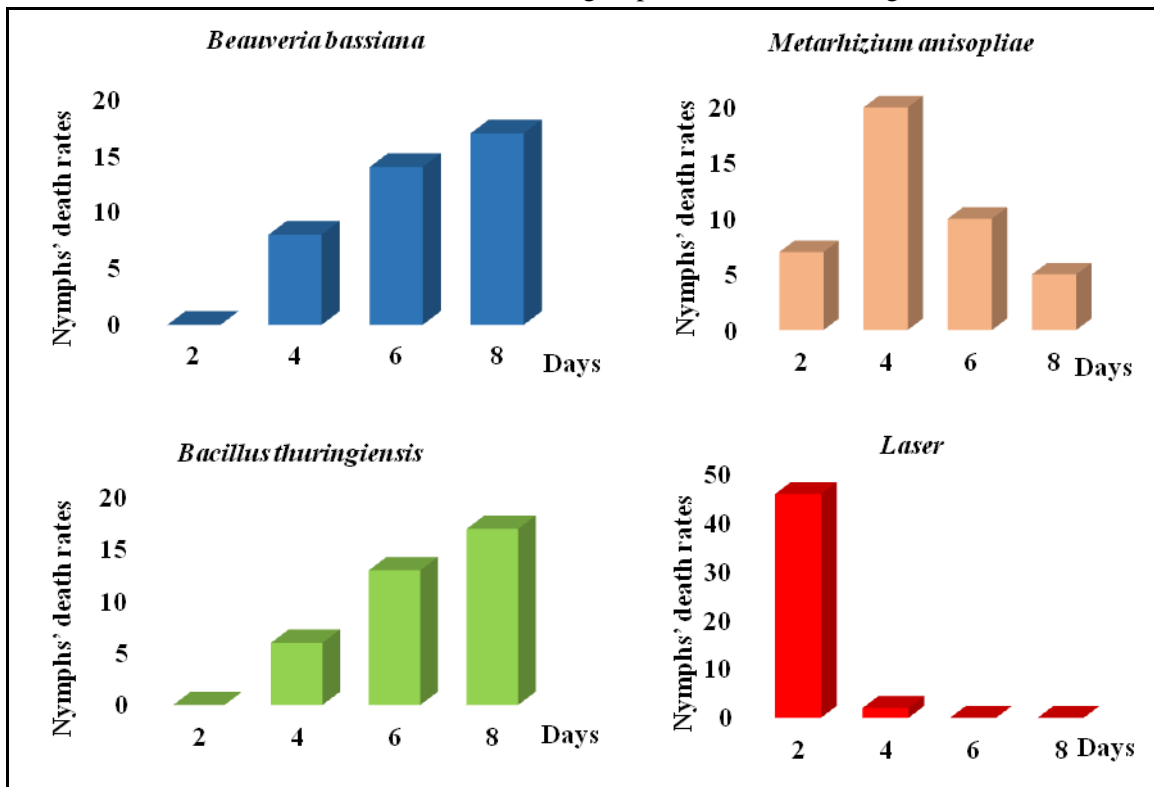 Beauveria bassiana
Nymphs' death rates
20
15
10
5
0
2 4 6 8 Days
Metarhizium anisopliae
Nymphs' death rates
20
15
10
5
0
2 4 6 8 Days
Bacillus thuringiensis
Nymphs' death rates
20
15
10
5
0
2 4 6 8 Days
Laser
Nymphs' death rates
50
40
30
20
10
0
2 4 6 8 Days